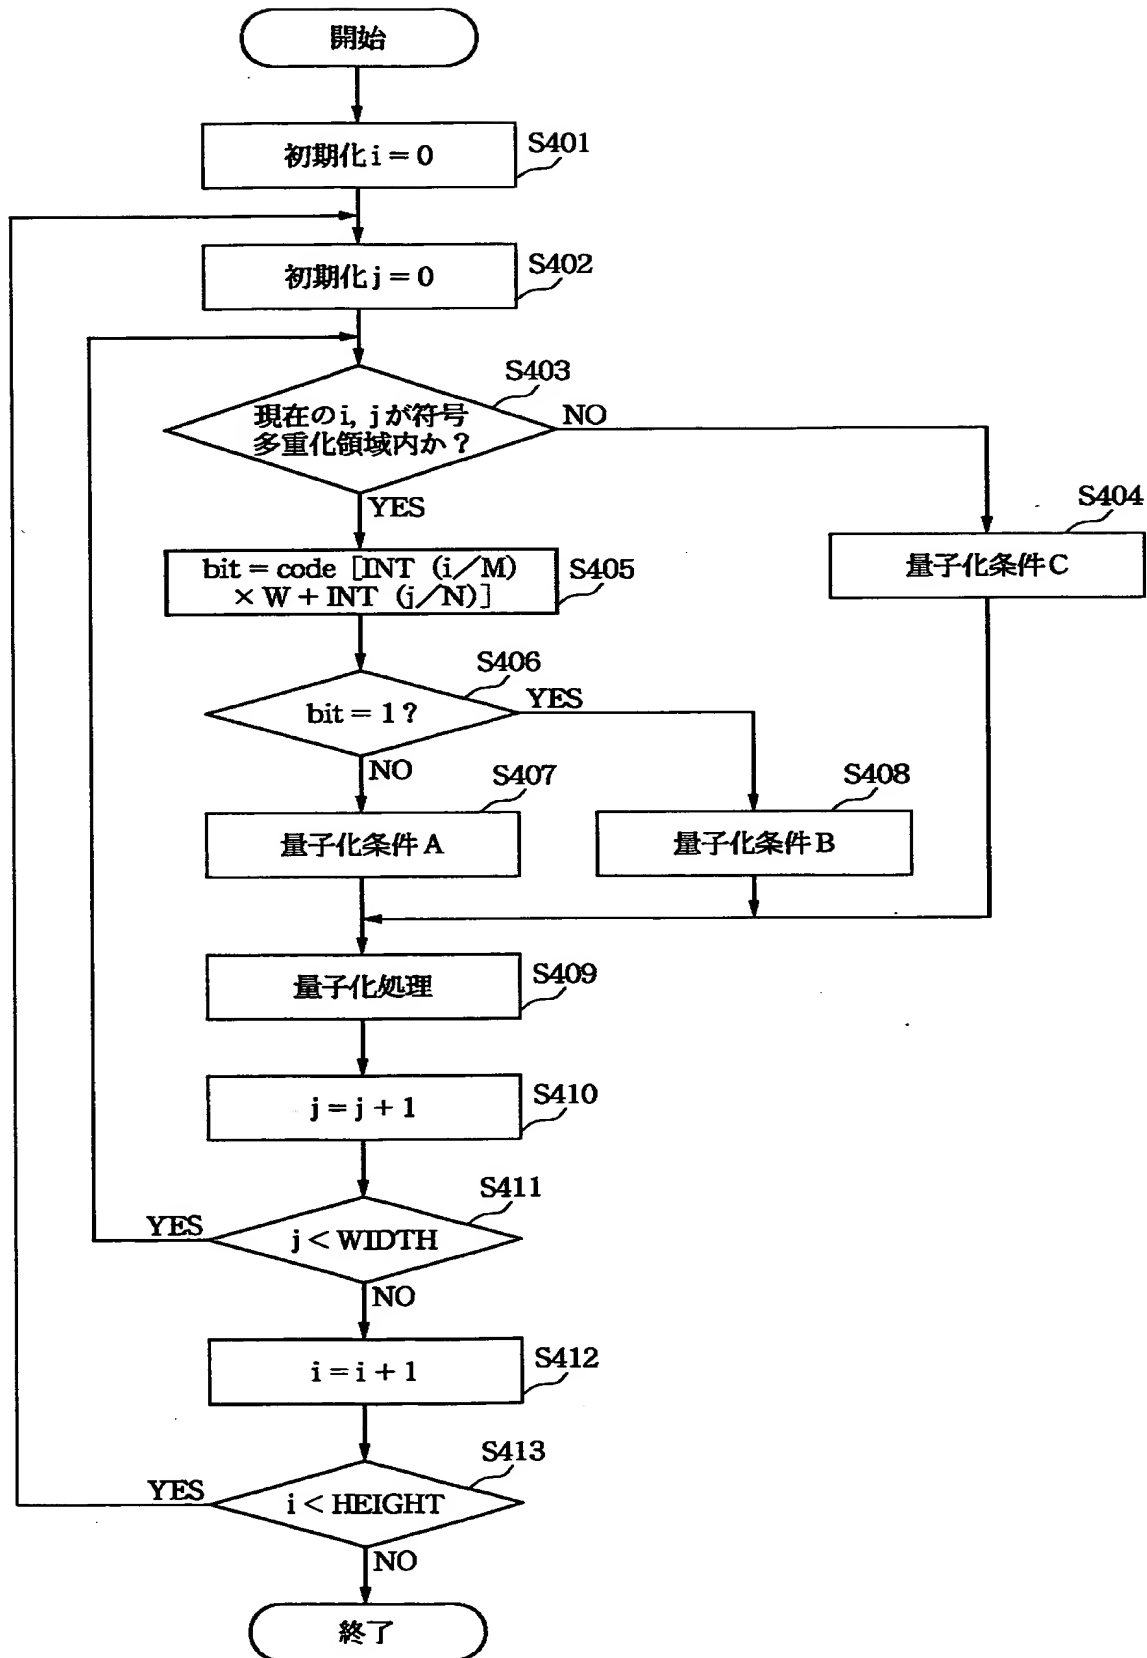 開始
初期化 i = 0
S401
初期化 j = 0
S402
S403
現在の i, j が符号
多重化領域内か？
NO
YES
S404
量子化条件 C
bit = code [INT (i／M)
× W + INT (j／N)]
S405
S406
bit = 1 ?
YES
NO
S407
量子化条件 A
S408
量子化条件 B
量子化処理
S409
j = j + 1
S410
S411
YES
j < WIDTH
NO
i = i + 1
S412
S413
YES
i < HEIGHT
NO
終了